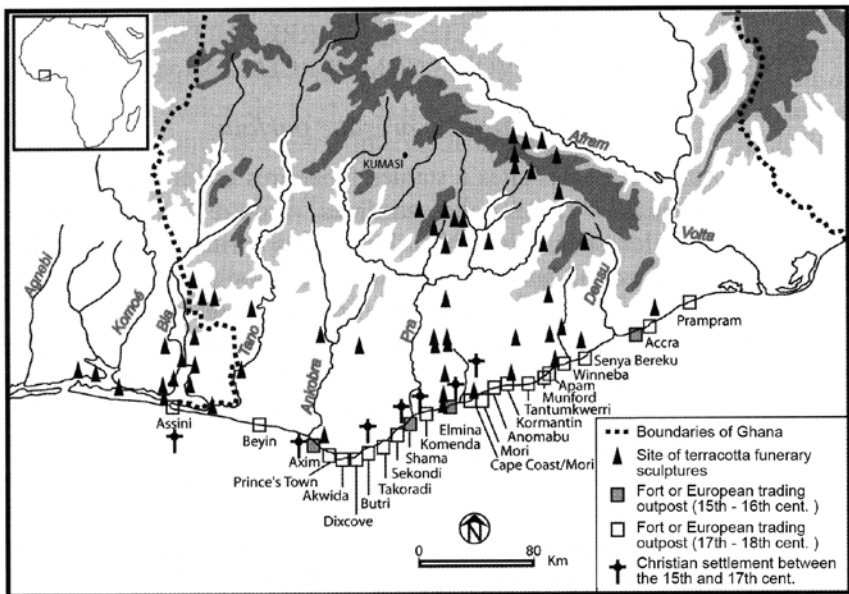 Afram
KUMASI
Volta
Agnebi
Komoé
Bia
Tano
Ankobra
Pra
Densu
Prampram
Accra
Senya Bereku
Winneba
Apam
Munford
Tantumkwerri
Kormantin
Anomabu
Mori
Cape Coast/Mori
Elmina
Komenda
Shama
Sekondi
Takoradi
Butri
Dixcove
Akwida
Prince's Town
Axim
Beyin
Assini
N
0 80
Km
Boundaries of Ghana
Site of terracotta funerary
sculptures
Fort or European trading
outpost (15th - 16th cent. )
Fort or European trading
outpost (17th - 18th cent. )
Christian settlement between
the 15th and 17th cent.